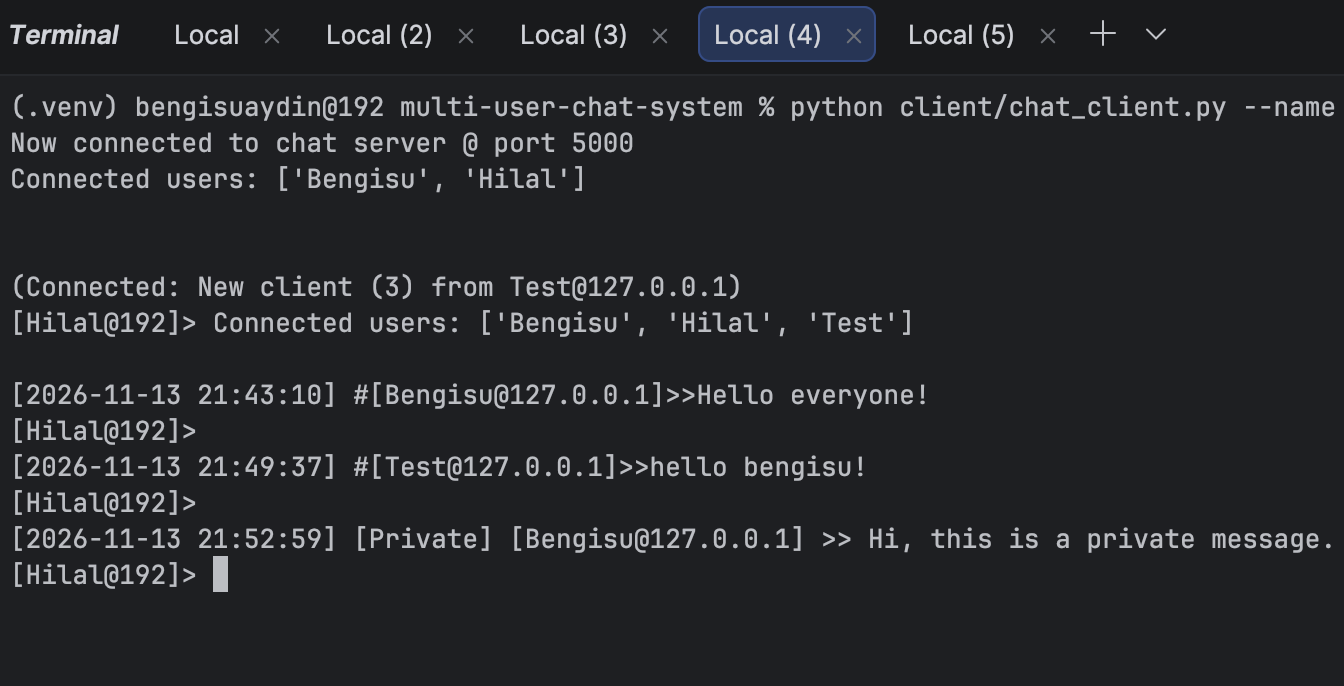 Terminal Local × Local (2) × Local (3) × Local (4) × Local (5) × +
(.venv) bengisuaydin@192 multi-user-chat-system % python client/chat_client.py --name
Now connected to chat server @ port 5000
Connected users: ['Bengisu', 'Hilal']
(Connected: New client (3) from Test@127.0.0.1)
[Hilal@192]> Connected users: ['Bengisu', 'Hilal', 'Test']
[2026-11-13 21:43:10] #[Bengisu@127.0.0.1]>>Hello everyone!
[Hilal@192]>
[2026-11-13 21:49:37] #[Test@127.0.0.1]>>hello bengisu!
[Hilal@192]>
[2026-11-13 21:52:59] [Private] [Bengisu@127.0.0.1] >> Hi, this is a private message.
[Hilal@192]>